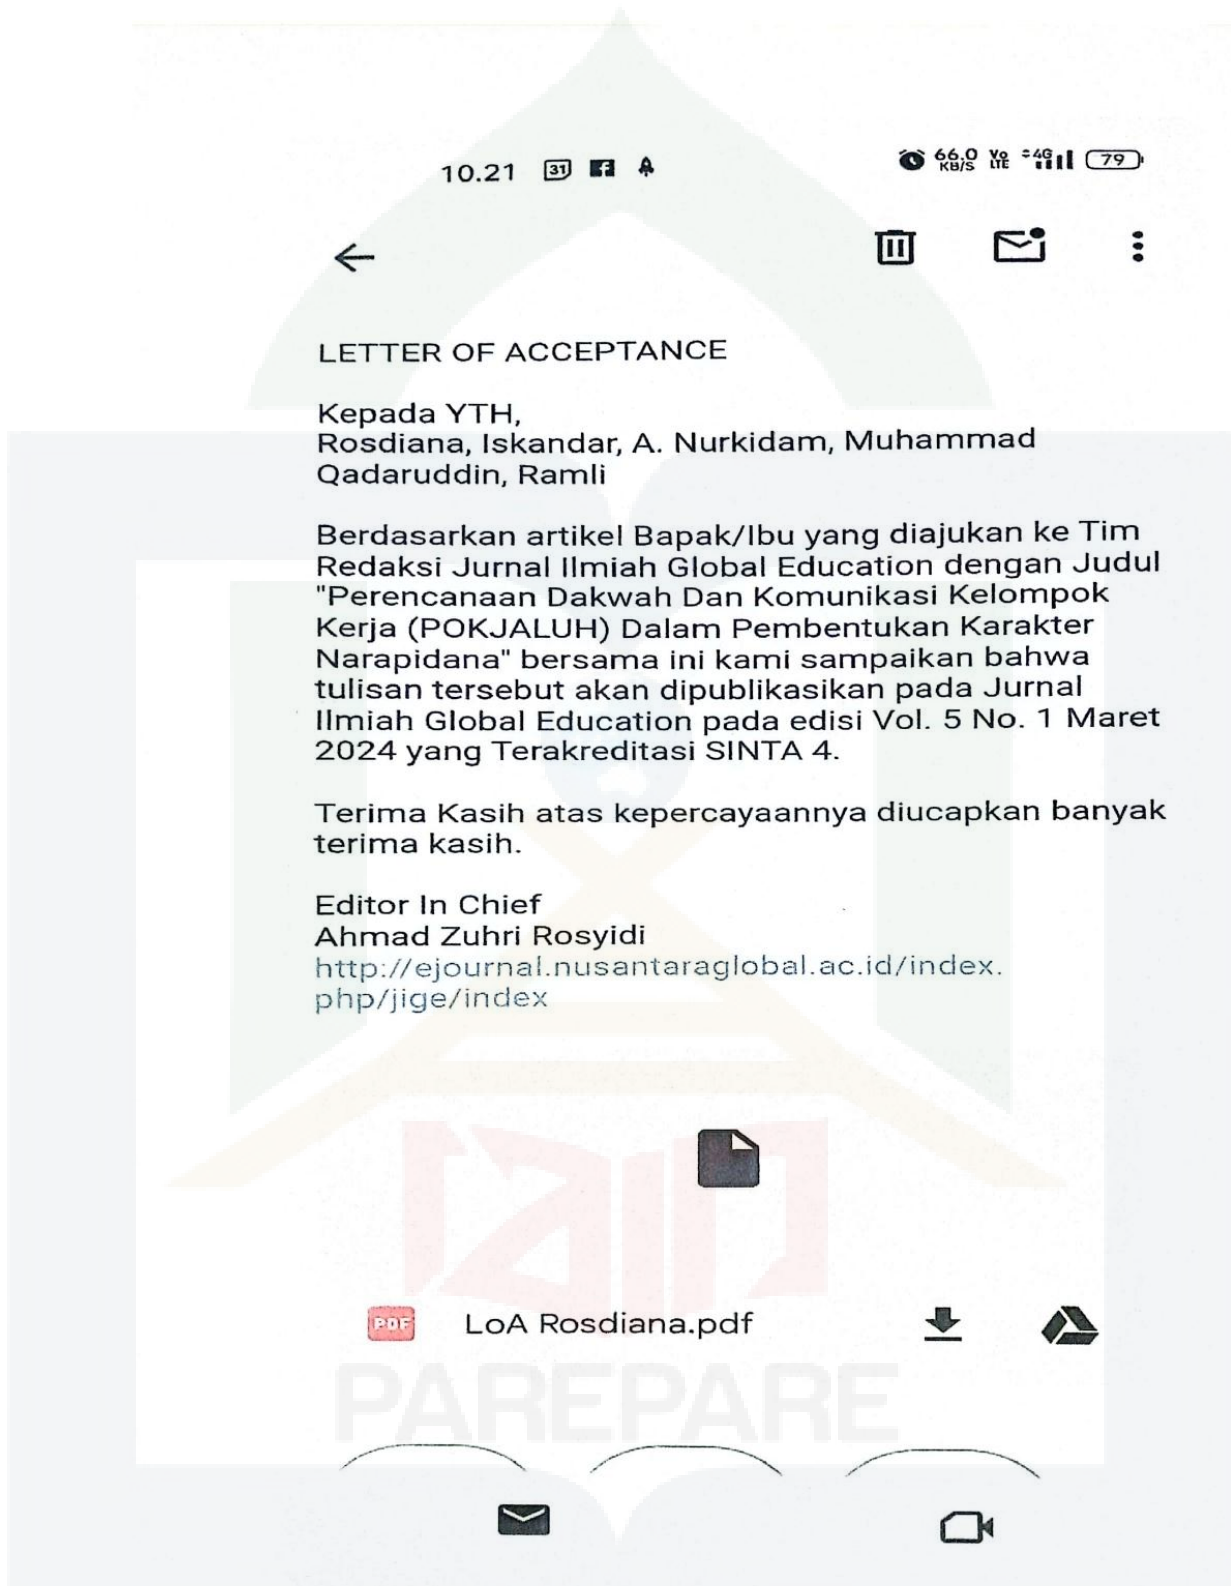 10.21 31 66.0 KB/S Vo LTE 4G 79
LETTER OF ACCEPTANCE
Kepada YTH,
Rosdiana, Iskandar, A. Nurkidam, Muhammad
Qadaruddin, Ramli
Berdasarkan artikel Bapak/Ibu yang diajukan ke Tim
Redaksi Jurnal Ilmiah Global Education dengan Judul
"Perencanaan Dakwah Dan Komunikasi Kelompok
Kerja (POKJALUH) Dalam Pembentukan Karakter
Narapidana" bersama ini kami sampaikan bahwa
tulisan tersebut akan dipublikasikan pada Jurnal
Ilmiah Global Education pada edisi Vol. 5 No. 1 Maret
2024 yang Terakreditasi SINTA 4.
Terima Kasih atas kepercayaannya diucapkan banyak
terima kasih.
Editor In Chief
Ahmad Zuhri Rosyidi
http://ejournal.nusantaraglobal.ac.id/index.
php/jige/index
PDF LoA Rosdiana.pdf
PAREPARE